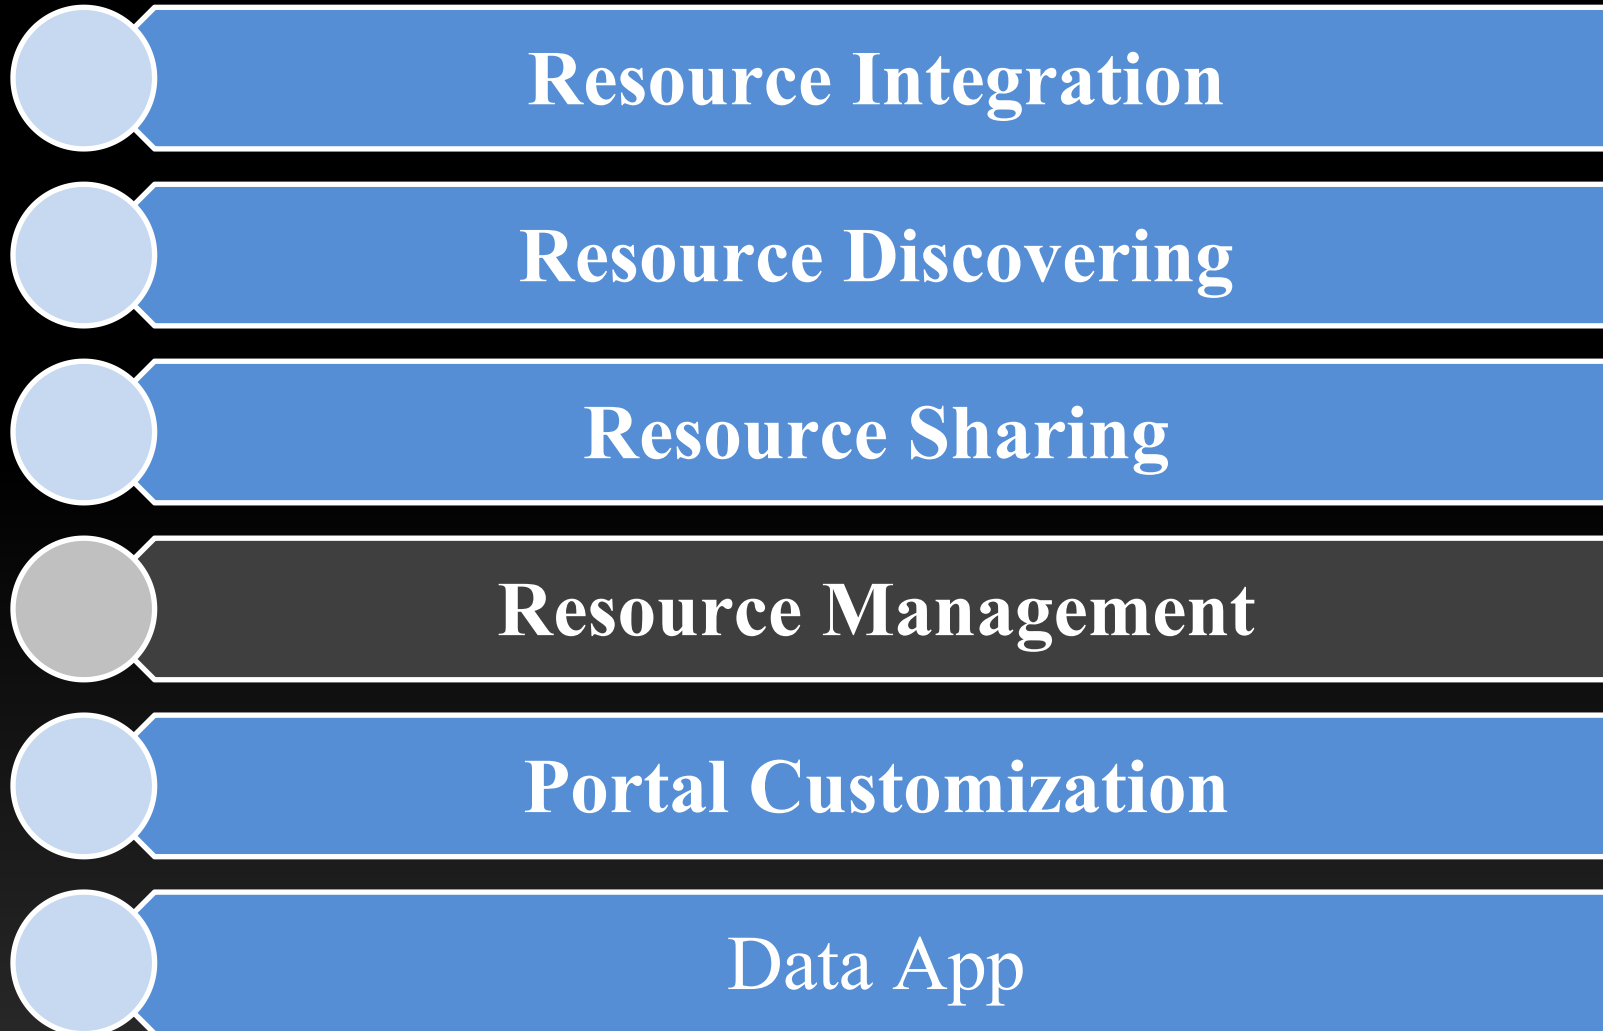 Resource Integration
Resource Discovering
Resource Sharing
Resource Management
Portal Customization
Data App